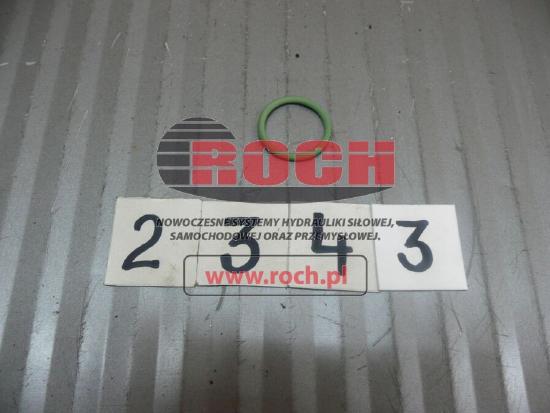 ROCH
NOWOCZESNE SYSTEMY HYDRAULIKI SIŁOWEJ,
SAMOCHODOWEJ ORAZ PRZEMYSŁOWEJ.
2 3 4 3
www.roch.pl